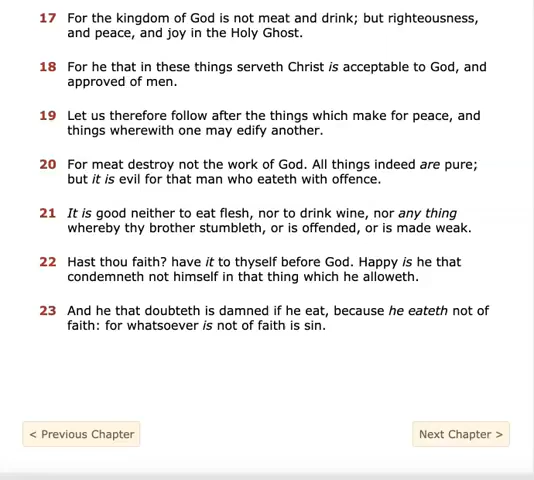 17 For the kingdom of God is not meat and drink; but righteousness,
and peace, and joy in the Holy Ghost.
18 For he that in these things serveth Christ is acceptable to God, and
approved of men.
19 Let us therefore follow after the things which make for peace, and
things wherewith one may edify another.
20 For meat destroy not the work of God. All things indeed are pure;
but it is evil for that man who eateth with offence.
21 It is good neither to eat flesh, nor to drink wine, nor any thing
whereby thy brother stumbleth, or is offended, or is made weak.
22 Hast thou faith? have it to thyself before God. Happy is he that
condemneth not himself in that thing which he alloweth.
23 And he that doubteth is damned if he eat, because he eateth not of
faith: for whatsoever is not of faith is sin.
< Previous Chapter
Next Chapter >